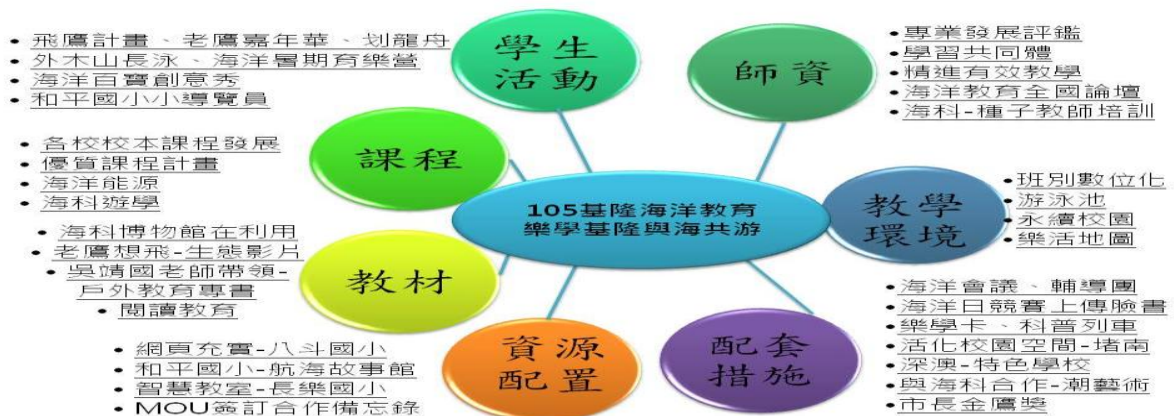 學生
活動
飛鷹計畫、老鷹嘉年華、划龍舟
外木山長泳、海洋暑期育樂營
海洋百寶創意秀
和平國小小導覽員
師資
專業發展評鑑
學習共同體
精進有效教學
海洋教育全國論壇
海科-種子教師培訓
課程
各校校本課程發展
優質課程計畫
海洋能源
海科遊學
105基隆海洋教育
樂學基隆與海共游
教學
環境
班別數位化
游泳池
永續校園
樂活地圖
教材
海科博物館在利用
老鷹想飛-生態影片
吳靖國老師帶領-
戶外教育專書
閱讀教育
資源
配置
網頁充實-八斗國小
和平國小-航海故事館
智慧教室-長樂國小
MOU簽訂合作備忘錄
配套
措施
海洋會議、輔導團
海洋日競賽上傳臉書
樂學卡、科普列車
活化校園空間-堵南
深澳-特色學校
與海科合作-潮藝術
市長金鷹獎